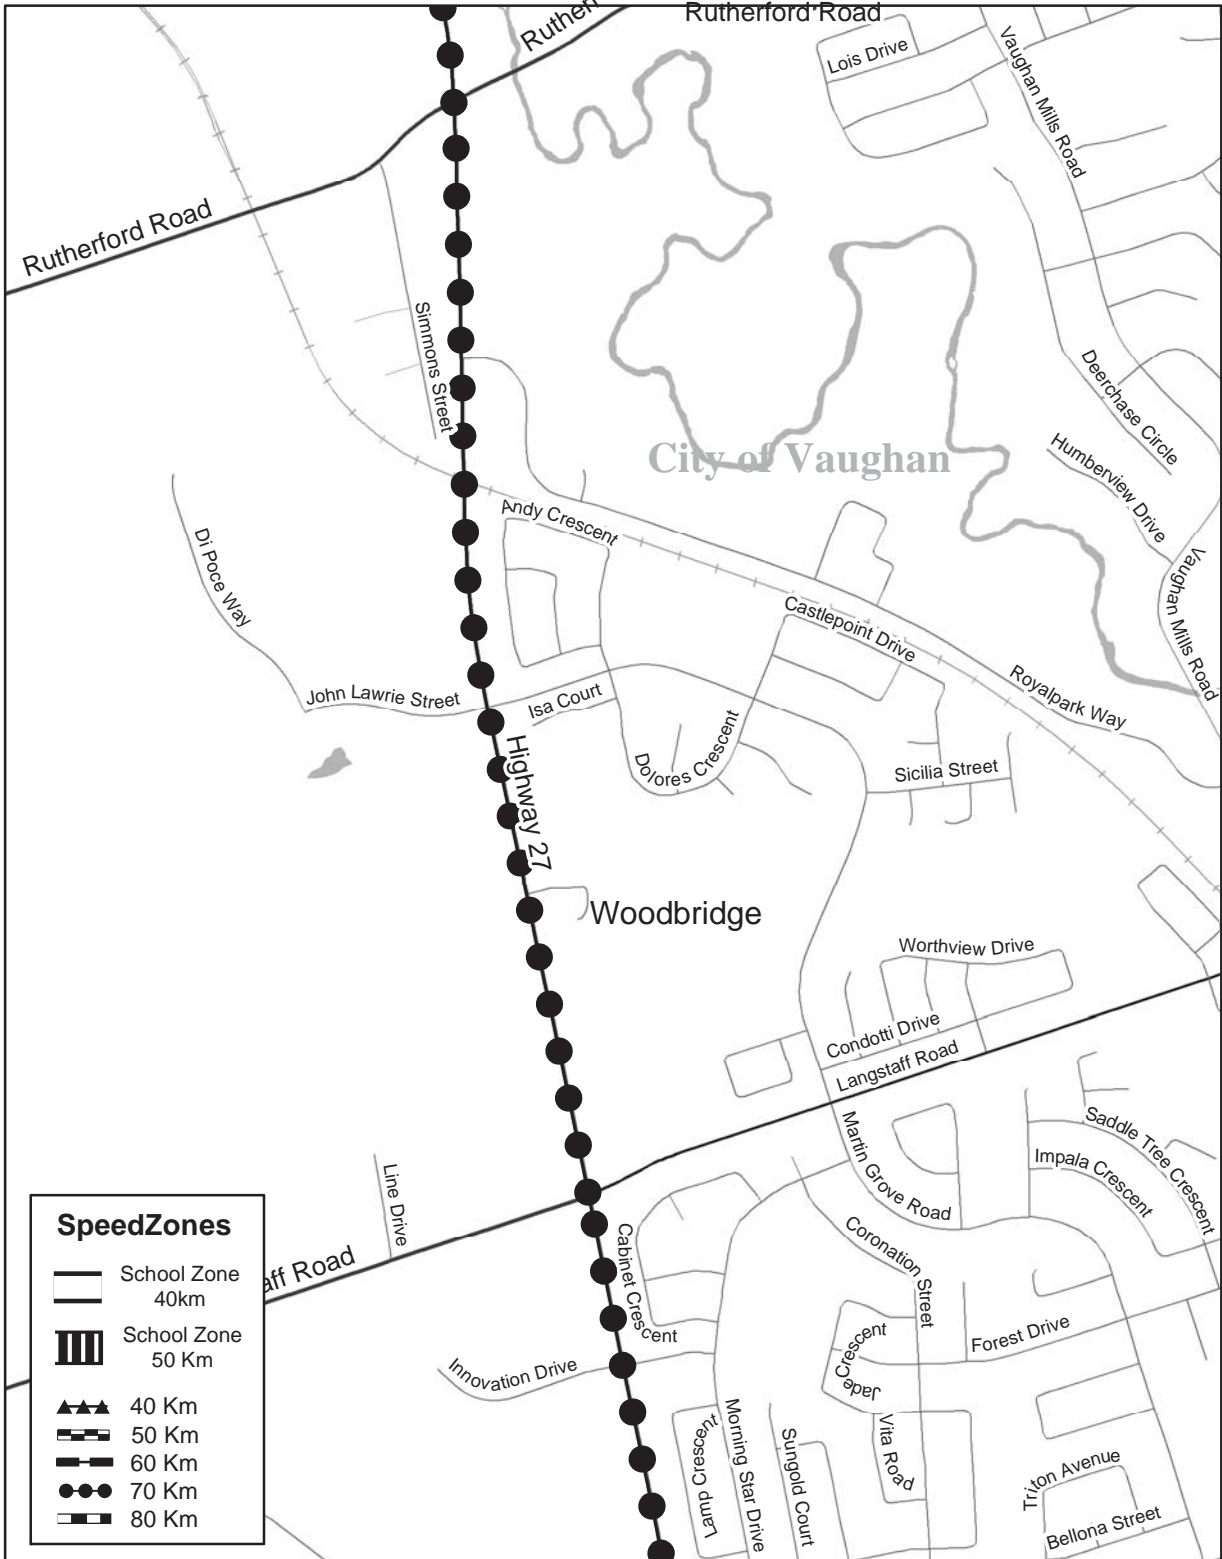 Rutherford Road
Ruthen
Lois Drive
Vaughan Mills Road
Rutherford Road
Simmons Street
Deerchase Circle
City of Vaughan
Humberview Drive
Andy Crescent
Di Poce Way
Vaughan Mills Road
Castlepoint Drive
John Lawrie Street
Isa Court
Royalpark Way
Dolores Crescent
Highway 27
Sicilia Street
Woodbridge
Worthview Drive
Condotti Drive
Langstaff Road
Martin Grove Road
Saddle Tree Crescent
Impala Crescent
Line Drive
Coronation Street
Cabinet Crescent
aff Road
Forest Drive
Jade Crescent
Innovation Drive
Lamp Crescent
Morning Star Drive
Sungold Court
Vita Road
Triton Avenue
Bellona Street
SpeedZones
School Zone
40km
School Zone
50 Km
40 Km
50 Km
60 Km
70 Km
80 Km